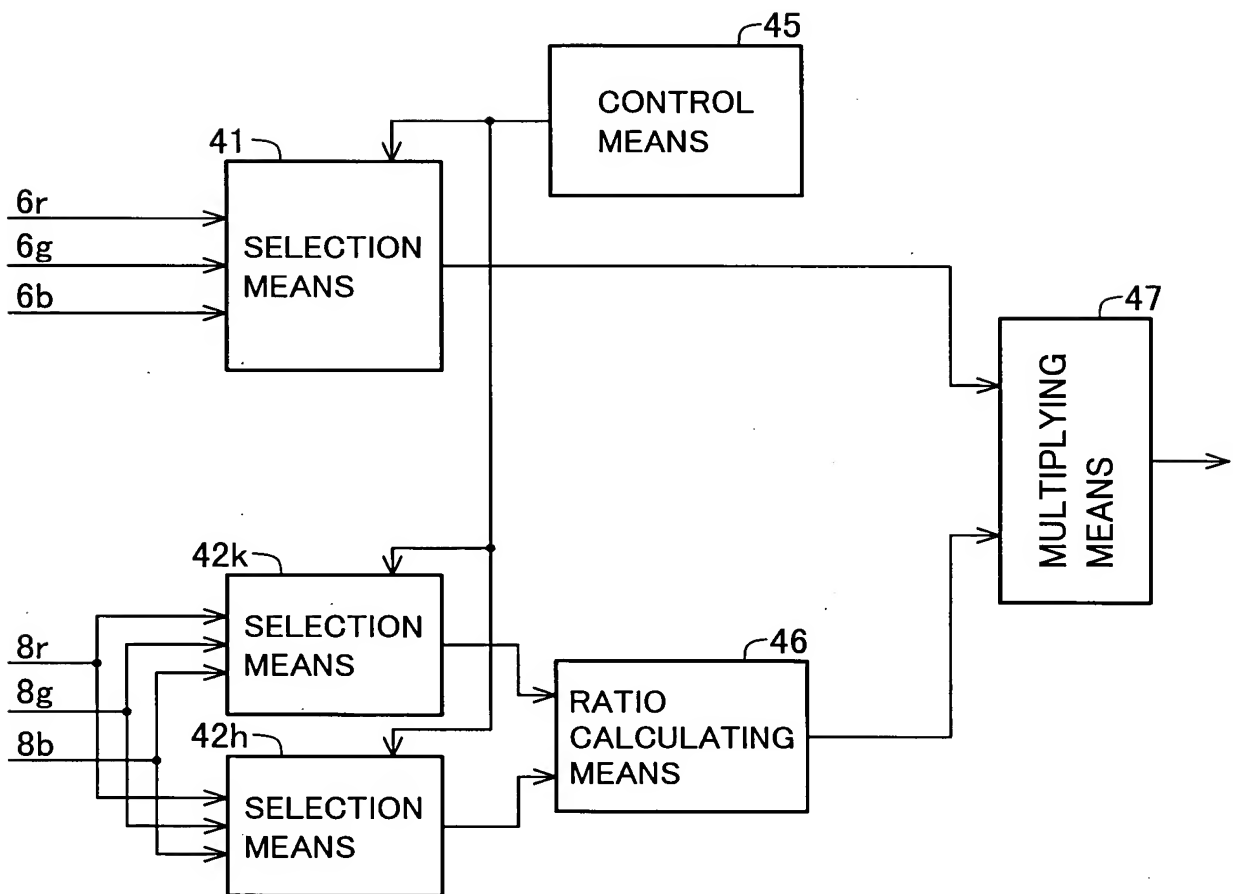 45
CONTROL
MEANS
41
6r
6g
6b
SELECTION
MEANS
47
MULTIPLYING
MEANS
42k
SELECTION
MEANS
8r
8g
8b
46
RATIO
CALCULATING
MEANS
42h
SELECTION
MEANS